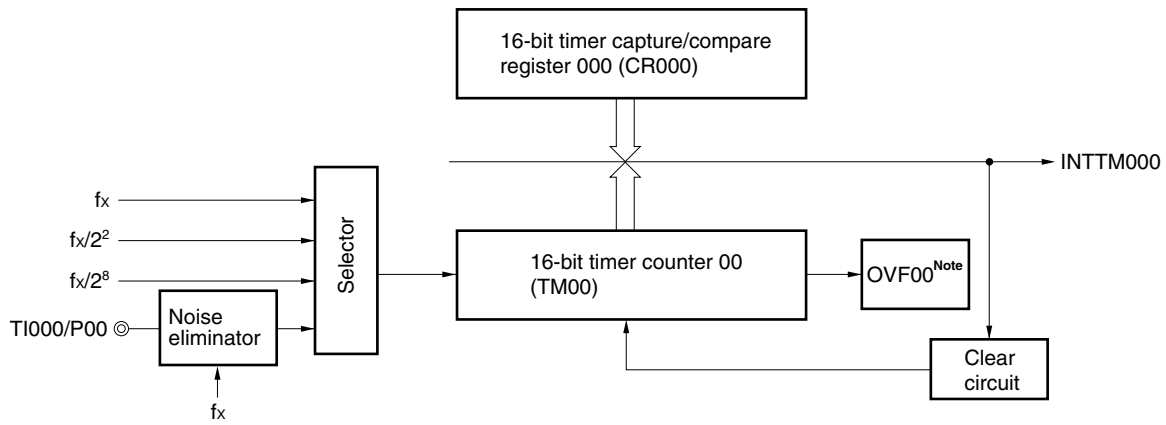 16-bit timer capture/compare
register 000 (CR000)
INTTM000
fx
fx/2²
fx/2⁸
TI000/P00
Noise
eliminator
fx
Selector
16-bit timer counter 00
(TM00)
OVF00Note
Clear
circuit